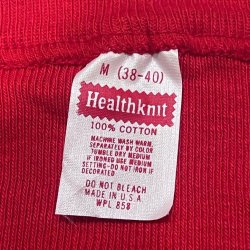 M (38-40)
Healthknit
100% COTTON
MACHINE WASH WARM,
SEPARATELY BY COLOR
TUMBLE DRY MEDIUM
IF IRONED USE MEDIUM
SETTING-DO NOT IRON IF
DECORATED
DO NOT BLEACH
MADE IN U.S.A.
WPL 858